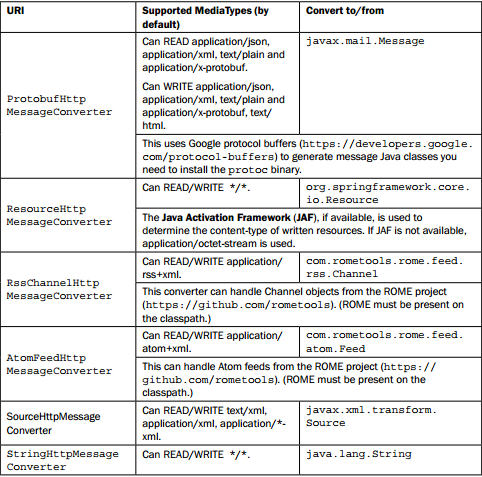 URI
Supported MediaTypes (by
default)
Convert to/from
ProtobufHttp
MessageConverter
Can READ application/json,
application/xml, text/plain and
application/x-protobuf.
Can WRITE application/json,
application/xml, text/plain and
application/x-protobuf, text/
html.
javax.mail.Message
This uses Google protocol buffers (https://developers.google.
com/protocol-buffers) to generate message Java classes you
need to install the protoc binary.
ResourceHttp
MessageConverter
Can READ/WRITE */*.
org.springframework.core.
io.Resource
The Java Activation Framework (JAF), if available, is used to
determine the content-type of written resources. If JAF is not available,
application/octet-stream is used.
RssChannelHttp
MessageConverter
Can READ/WRITE application/
rss+xml.
com.rometools.rome.feed.
rss.Channel
This converter can handle Channel objects from the ROME project
(https://github.com/rometools). (ROME must be present on
the classpath.)
AtomFeedHttp
MessageConverter
Can READ/WRITE application/
atom+xml.
com.rometools.rome.feed.
atom.Feed
This can handle Atom feeds from the ROME project (https://
github.com/rometools). (ROME must be present on the
classpath.)
SourceHttpMessage
Converter
Can READ/WRITE text/xml,
application/xml, application/*-
xml.
javax.xml.transform.
Source
StringHttpMessage
Converter
Can READ/WRITE */*.
java.lang.String